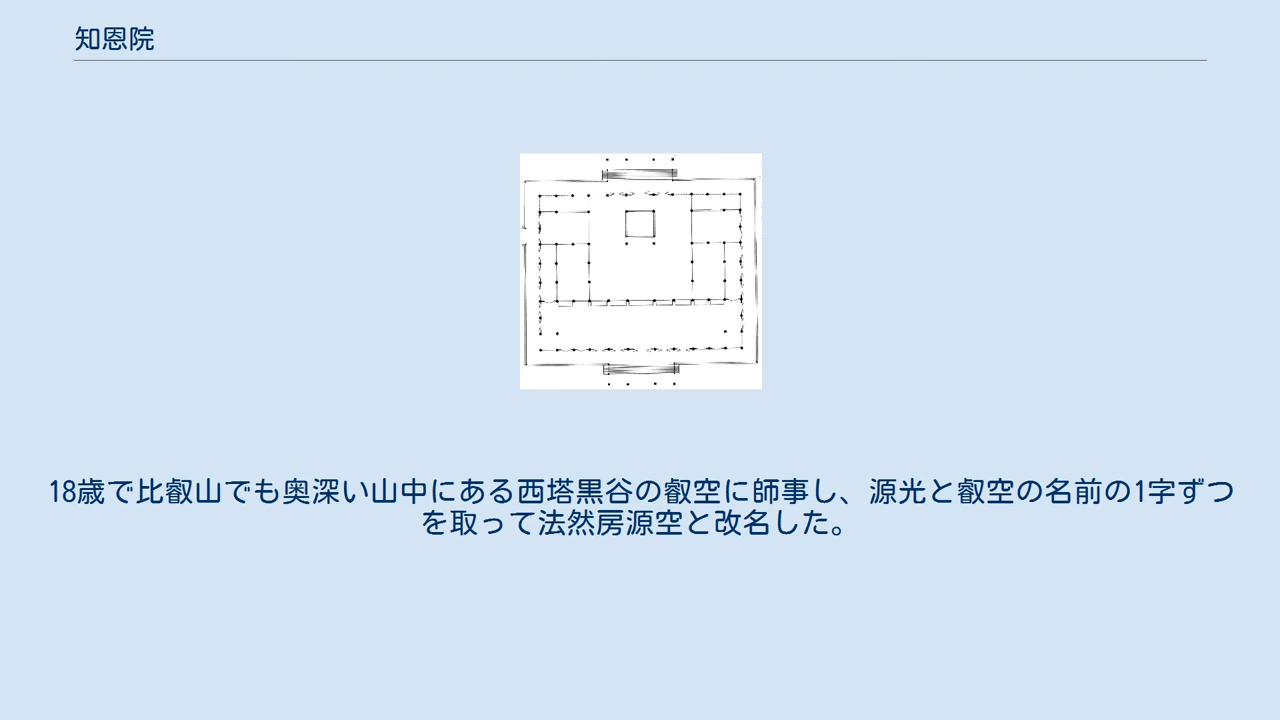 知恩院
18歳で比叡山でも奥深い山中にある西塔黒谷の叡空に師事し、源光と叡空の名前の1字ずつ
を取って法然房源空と改名した。